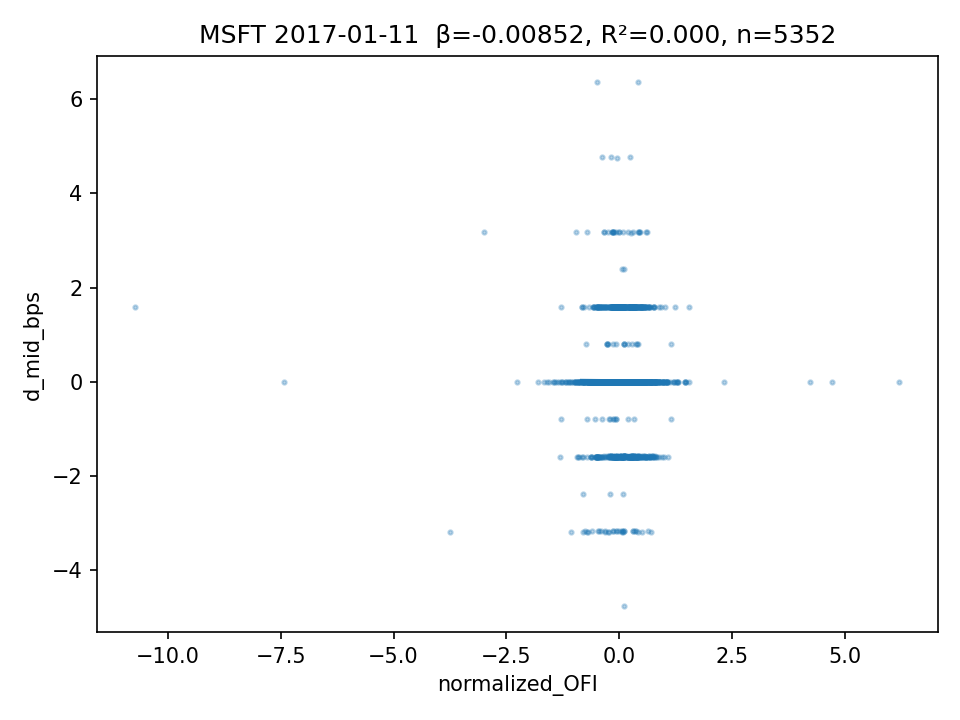 MSFT 2017-01-11  β=-0.00852, R²=0.000, n=5352
6
4
2
0
−2
−4
d_mid_bps
−10.0 −7.5 −5.0 −2.5 0.0 2.5 5.0
normalized_OFI